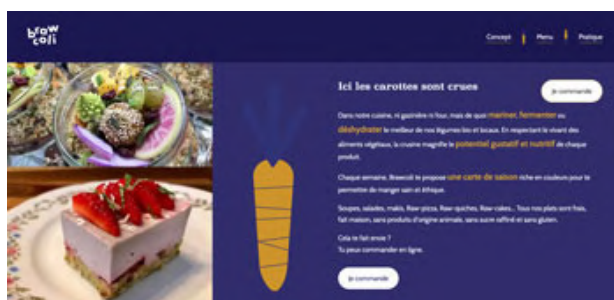 brow
coli
Concept Menu Pratique
Ici les carottes sont crues
Je commande
Dans notre cuisine, ni gazinière ni four, mais de quoi mariner, fermenter ou
déshydrater le meilleur de nos légumes bio et locaux. En respectant le vivant des
aliments végétaux, la crusine magnifie le potentiel gustatif et nutritif de chaque
produit.
Chaque semaine, Brawcoli te propose une carte de saison riche en couleurs pour te
permettre de manger sain et éthique.
Soupes, salades, makis, Raw-pizza, Raw-quiches, Raw-cakes... Tous nos plats sont frais,
fait maison, sans produits d'origine animale, sans sucre raffiné et sans gluten.
Cela te fait envie ?
Tu peux commander en ligne.
Je commande